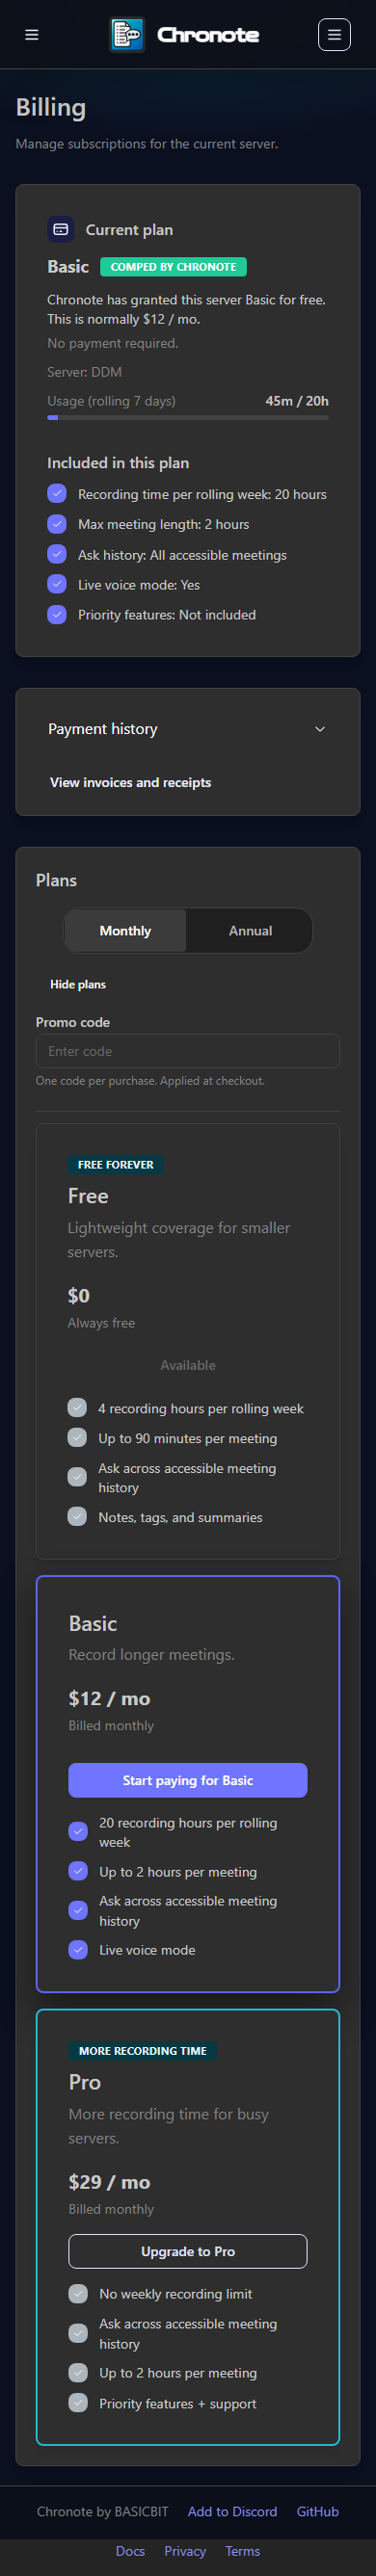 Chronote
Billing
Manage subscriptions for the current server.
Current plan
Basic COMPED BY CHRONOTE
Chronote has granted this server Basic for free.
This is normally $12 / mo.
No payment required.
Server: DDM
Usage (rolling 7 days) 45m / 20h
Included in this plan
Recording time per rolling week: 20 hours
Max meeting length: 2 hours
Ask history: All accessible meetings
Live voice mode: Yes
Priority features: Not included
Payment history
View invoices and receipts
Plans
Monthly Annual
Hide plans
Promo code
Enter code
One code per purchase. Applied at checkout.
FREE FOREVER
Free
Lightweight coverage for smaller
servers.
$0
Always free
Available
4 recording hours per rolling week
Up to 90 minutes per meeting
Ask across accessible meeting
history
Notes, tags, and summaries
Basic
Record longer meetings.
$12 / mo
Billed monthly
Start paying for Basic
20 recording hours per rolling
week
Up to 2 hours per meeting
Ask across accessible meeting
history
Live voice mode
MORE RECORDING TIME
Pro
More recording time for busy
servers.
$29 / mo
Billed monthly
Upgrade to Pro
No weekly recording limit
Ask across accessible meeting
history
Up to 2 hours per meeting
Priority features + support
Chronote by BASICBIT Add to Discord GitHub
Docs Privacy Terms